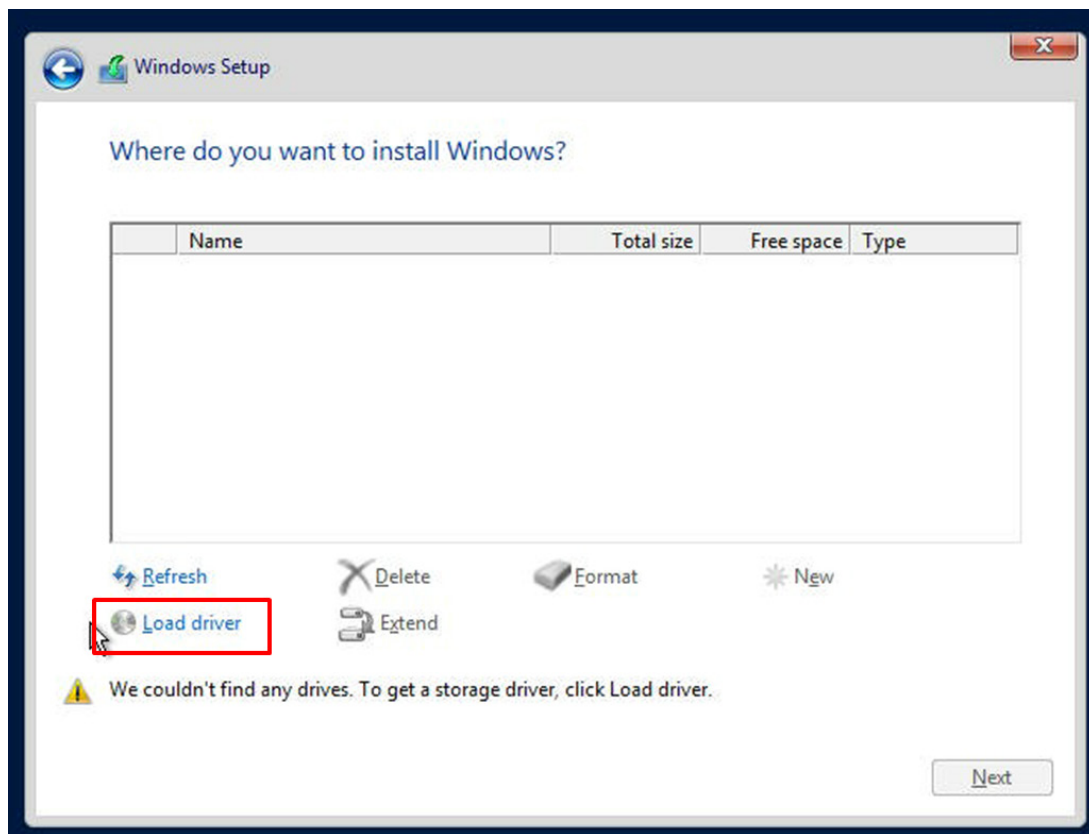 Windows Setup
Where do you want to install Windows?
Name Total size Free space Type
Refresh Delete Format New
Load driver Extend
We couldn't find any drives. To get a storage driver, click Load driver.
Next